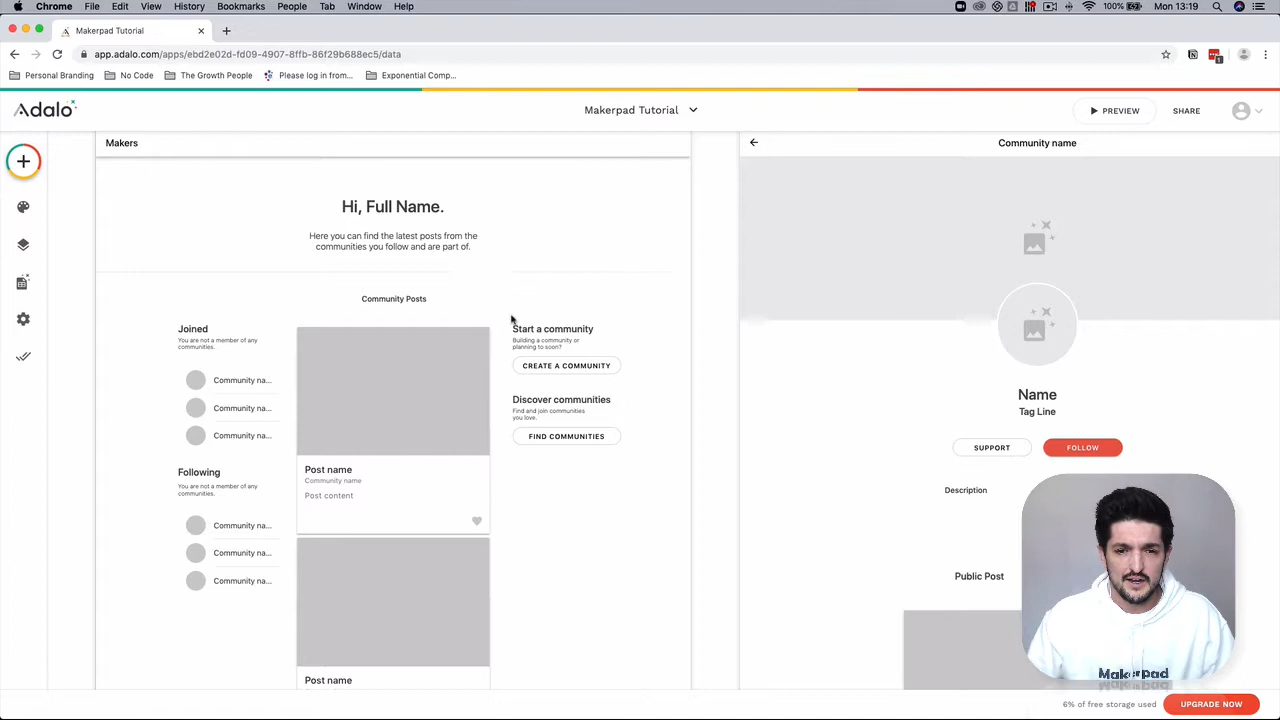 Chrome File Edit View History Bookmarks People Tab Window Help
100% Mon 13:19
Makerpad Tutorial
app.adalo.com/apps/ebd2e02d-fd09-4907-8ffb-86f29b688ec5/data
1
Personal Branding No Code The Growth People Please log in from... Exponential Comp...
Adalo
Makerpad Tutorial
PREVIEW
SHARE
Makers
Hi, Full Name.
Here you can find the latest posts from the
communities you follow and are part of.
Community Posts
Joined
You are not a member of any
communities.
Community na...
Community na...
Community na...
Following
You are not a member of any
communities.
Community na...
Community na...
Community na...
Post name
Community name
Post content
Post name
Start a community
Building a community or
planning to soon?
CREATE A COMMUNITY
Discover communities
Find and join communities
you love.
FIND COMMUNITIES
Community name
Name
Tag Line
SUPPORT
FOLLOW
Description
Public Post
Makerpad
6% of free storage used
UPGRADE NOW